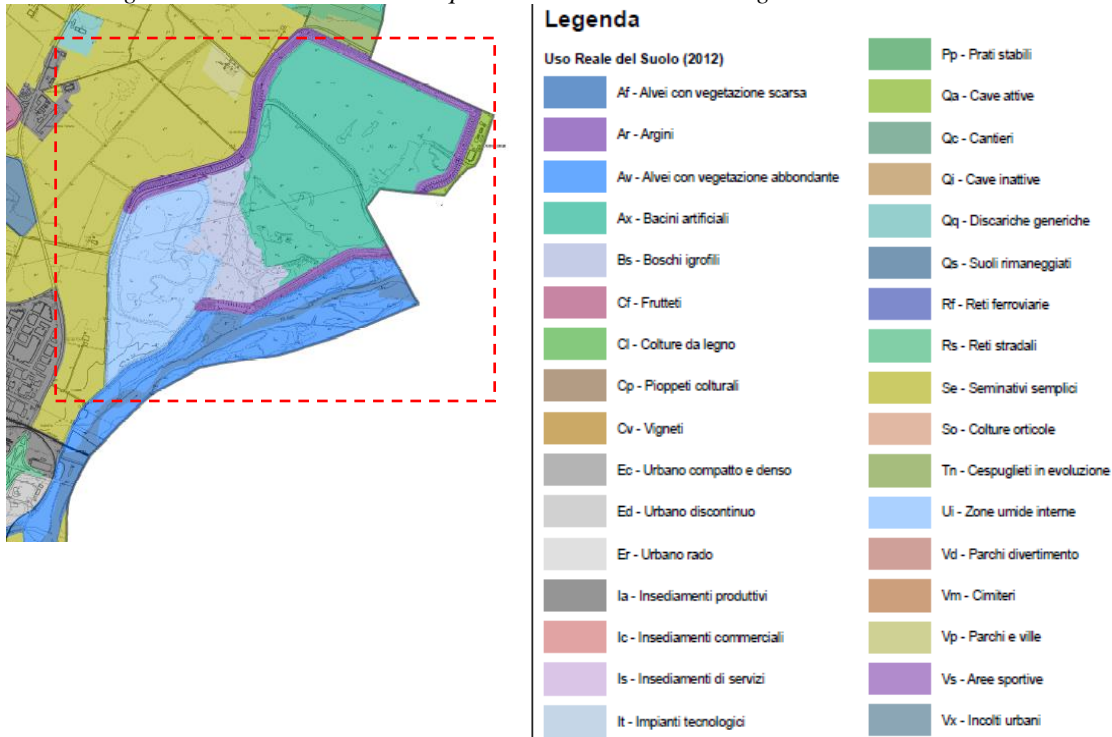 Legenda
Uso Reale del Suolo (2012)
Af - Alvei con vegetazione scarsa
Ar - Argini
Av - Alvei con vegetazione abbondante
Ax - Bacini artificiali
Bs - Boschi igrofili
Cf - Frutteti
Cl - Colture da legno
Cp - Pioppeti colturali
Cv - Vigneti
Ec - Urbano compatto e denso
Ed - Urbano discontinuo
Er - Urbano rado
Ia - Insediamenti produttivi
Ic - Insediamenti commerciali
Is - Insediamenti di servizi
It - Impianti tecnologici
Pp - Prati stabili
Qa - Cave attive
Qc - Cantieri
Qi - Cave inattive
Qq - Discariche generiche
Qs - Suoli rimaneggiati
Rf - Reti ferroviarie
Rs - Reti stradali
Se - Seminativi semplici
So - Colture orticole
Tn - Cespuglieti in evoluzione
Ui - Zone umide interne
Vd - Parchi divertimento
Vm - Cimiteri
Vp - Parchi e ville
Vs - Aree sportive
Vx - Incolti urbani